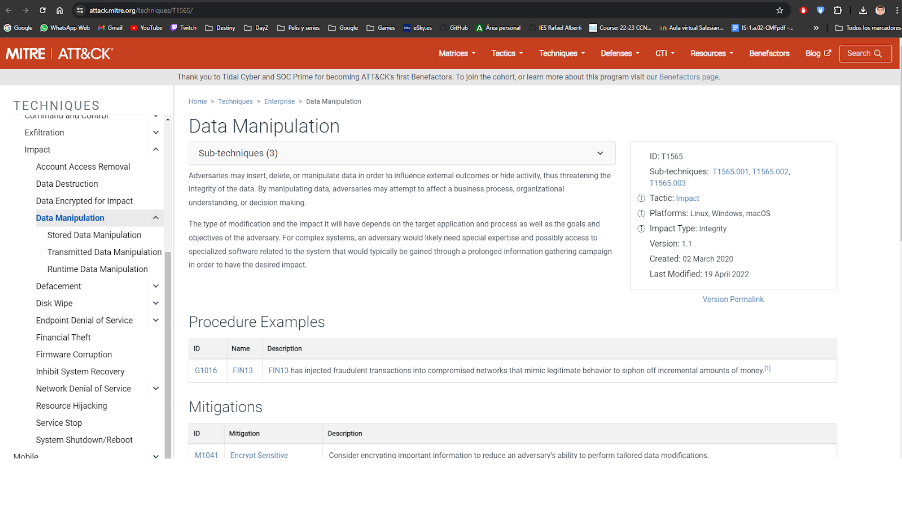 attack.mitre.org/techniques/T1565/
Google WhatsApp Web Gmail YouTube Twitch Destiny DayZ Pelis y series Google Games eSky.es GitHub Área personal IES Rafael Alberti Course: 22-23 CCN... Aula virtual Salesian... IS-1.a.02-CMF.pdf -... » Todos los marcadores
MITRE | ATT&CK® Matrices Tactics Techniques Defenses CTI Resources Benefactors Blog Search
Thank you to Tidal Cyber and SOC Prime for becoming ATT&CK's first Benefactors. To join the cohort, or learn more about this program visit our Benefactors page.
TECHNIQUES
Command and Control
Exfiltration
Impact
Account Access Removal
Data Destruction
Data Encrypted for Impact
Data Manipulation
Stored Data Manipulation
Transmitted Data Manipulation
Runtime Data Manipulation
Defacement
Disk Wipe
Endpoint Denial of Service
Financial Theft
Firmware Corruption
Inhibit System Recovery
Network Denial of Service
Resource Hijacking
Service Stop
System Shutdown/Reboot
Mobile
Home > Techniques > Enterprise > Data Manipulation
Data Manipulation
Sub-techniques (3)
Adversaries may insert, delete, or manipulate data in order to influence external outcomes or hide activity, thus threatening the
integrity of the data. By manipulating data, adversaries may attempt to affect a business process, organizational
understanding, or decision making.
The type of modification and the impact it will have depends on the target application and process as well as the goals and
objectives of the adversary. For complex systems, an adversary would likely need special expertise and possibly access to
specialized software related to the system that would typically be gained through a prolonged information gathering campaign
in order to have the desired impact.
ID: T1565
Sub-techniques: T1565.001, T1565.002,
T1565.003
Tactic: Impact
Platforms: Linux, Windows, macOS
Impact Type: Integrity
Version: 1.1
Created: 02 March 2020
Last Modified: 19 April 2022
Version Permalink
Procedure Examples
ID Name Description
G1016 FIN13 FIN13 has injected fraudulent transactions into compromised networks that mimic legitimate behavior to siphon off incremental amounts of money.[1]
Mitigations
ID Mitigation Description
M1041 Encrypt Sensitive Consider encrypting important information to reduce an adversary's ability to perform tailored data modifications.